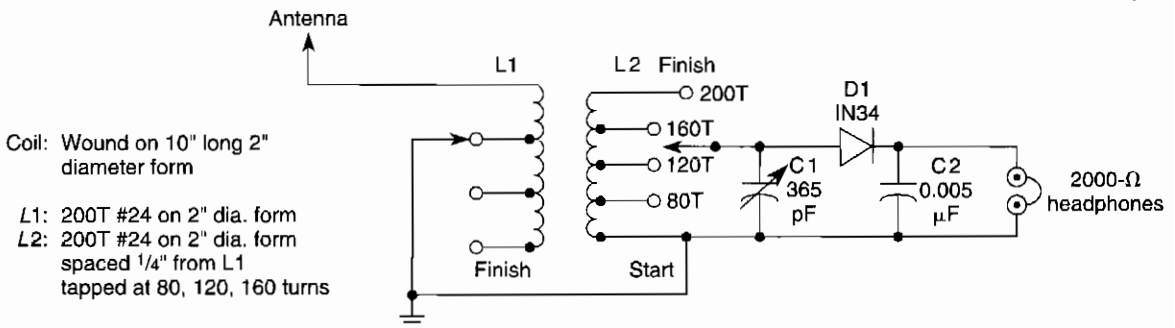 Antenna
L1
L2 Finish
200T
D1
IN34
160T
120T
80T
C1
365
pF
C2
0.005
µF
2000-Ω
headphones
Coil: Wound on 10" long 2"
diameter form
L1: 200T #24 on 2" dia. form
L2: 200T #24 on 2" dia. form
spaced 1/4" from L1
tapped at 80, 120, 160 turns
Finish
Start